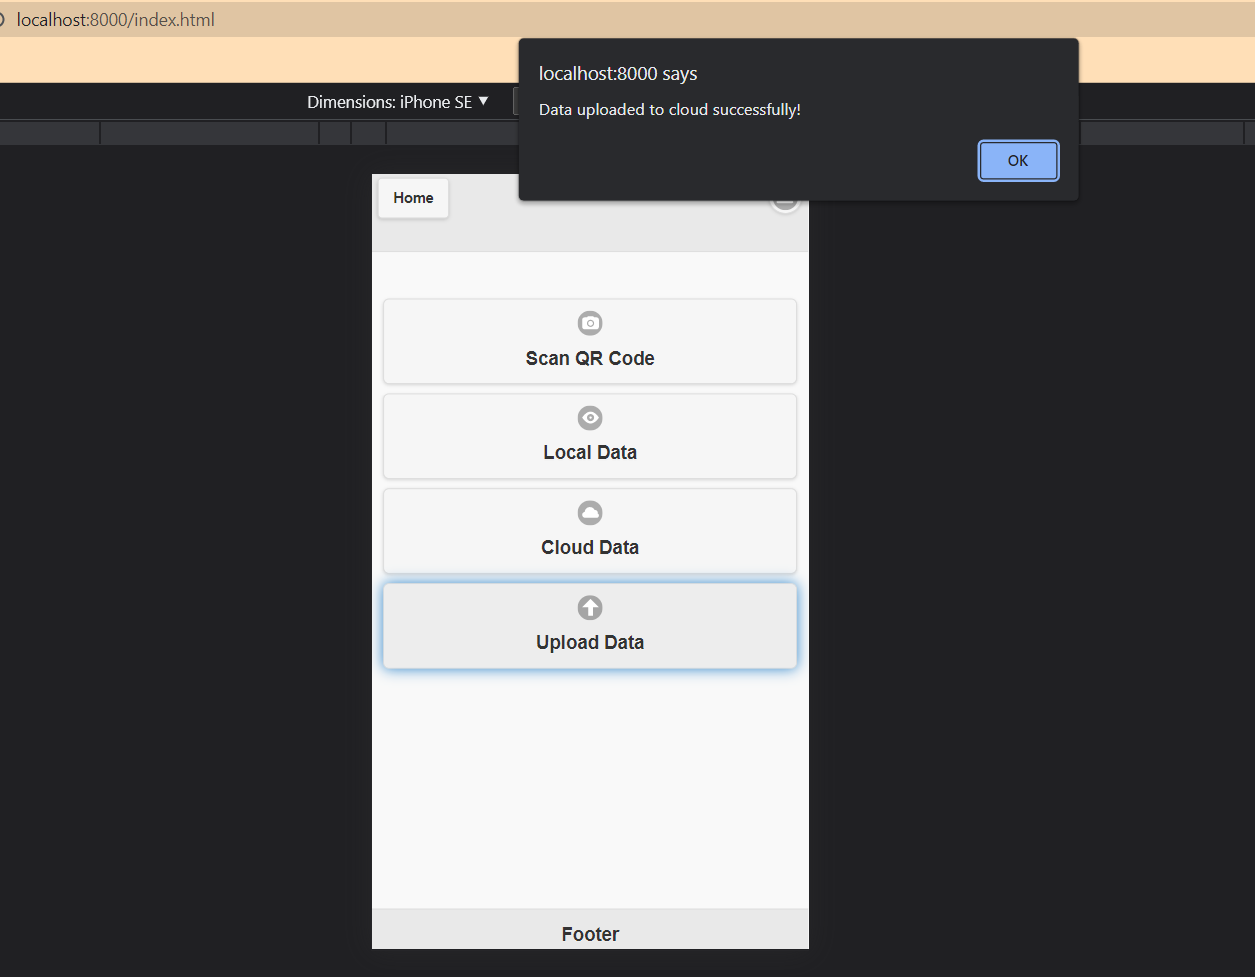 localhost:8000/index.html
localhost:8000 says
Data uploaded to cloud successfully!
OK
Dimensions: iPhone SE ▼
Home
Scan QR Code
Local Data
Cloud Data
Upload Data
Footer